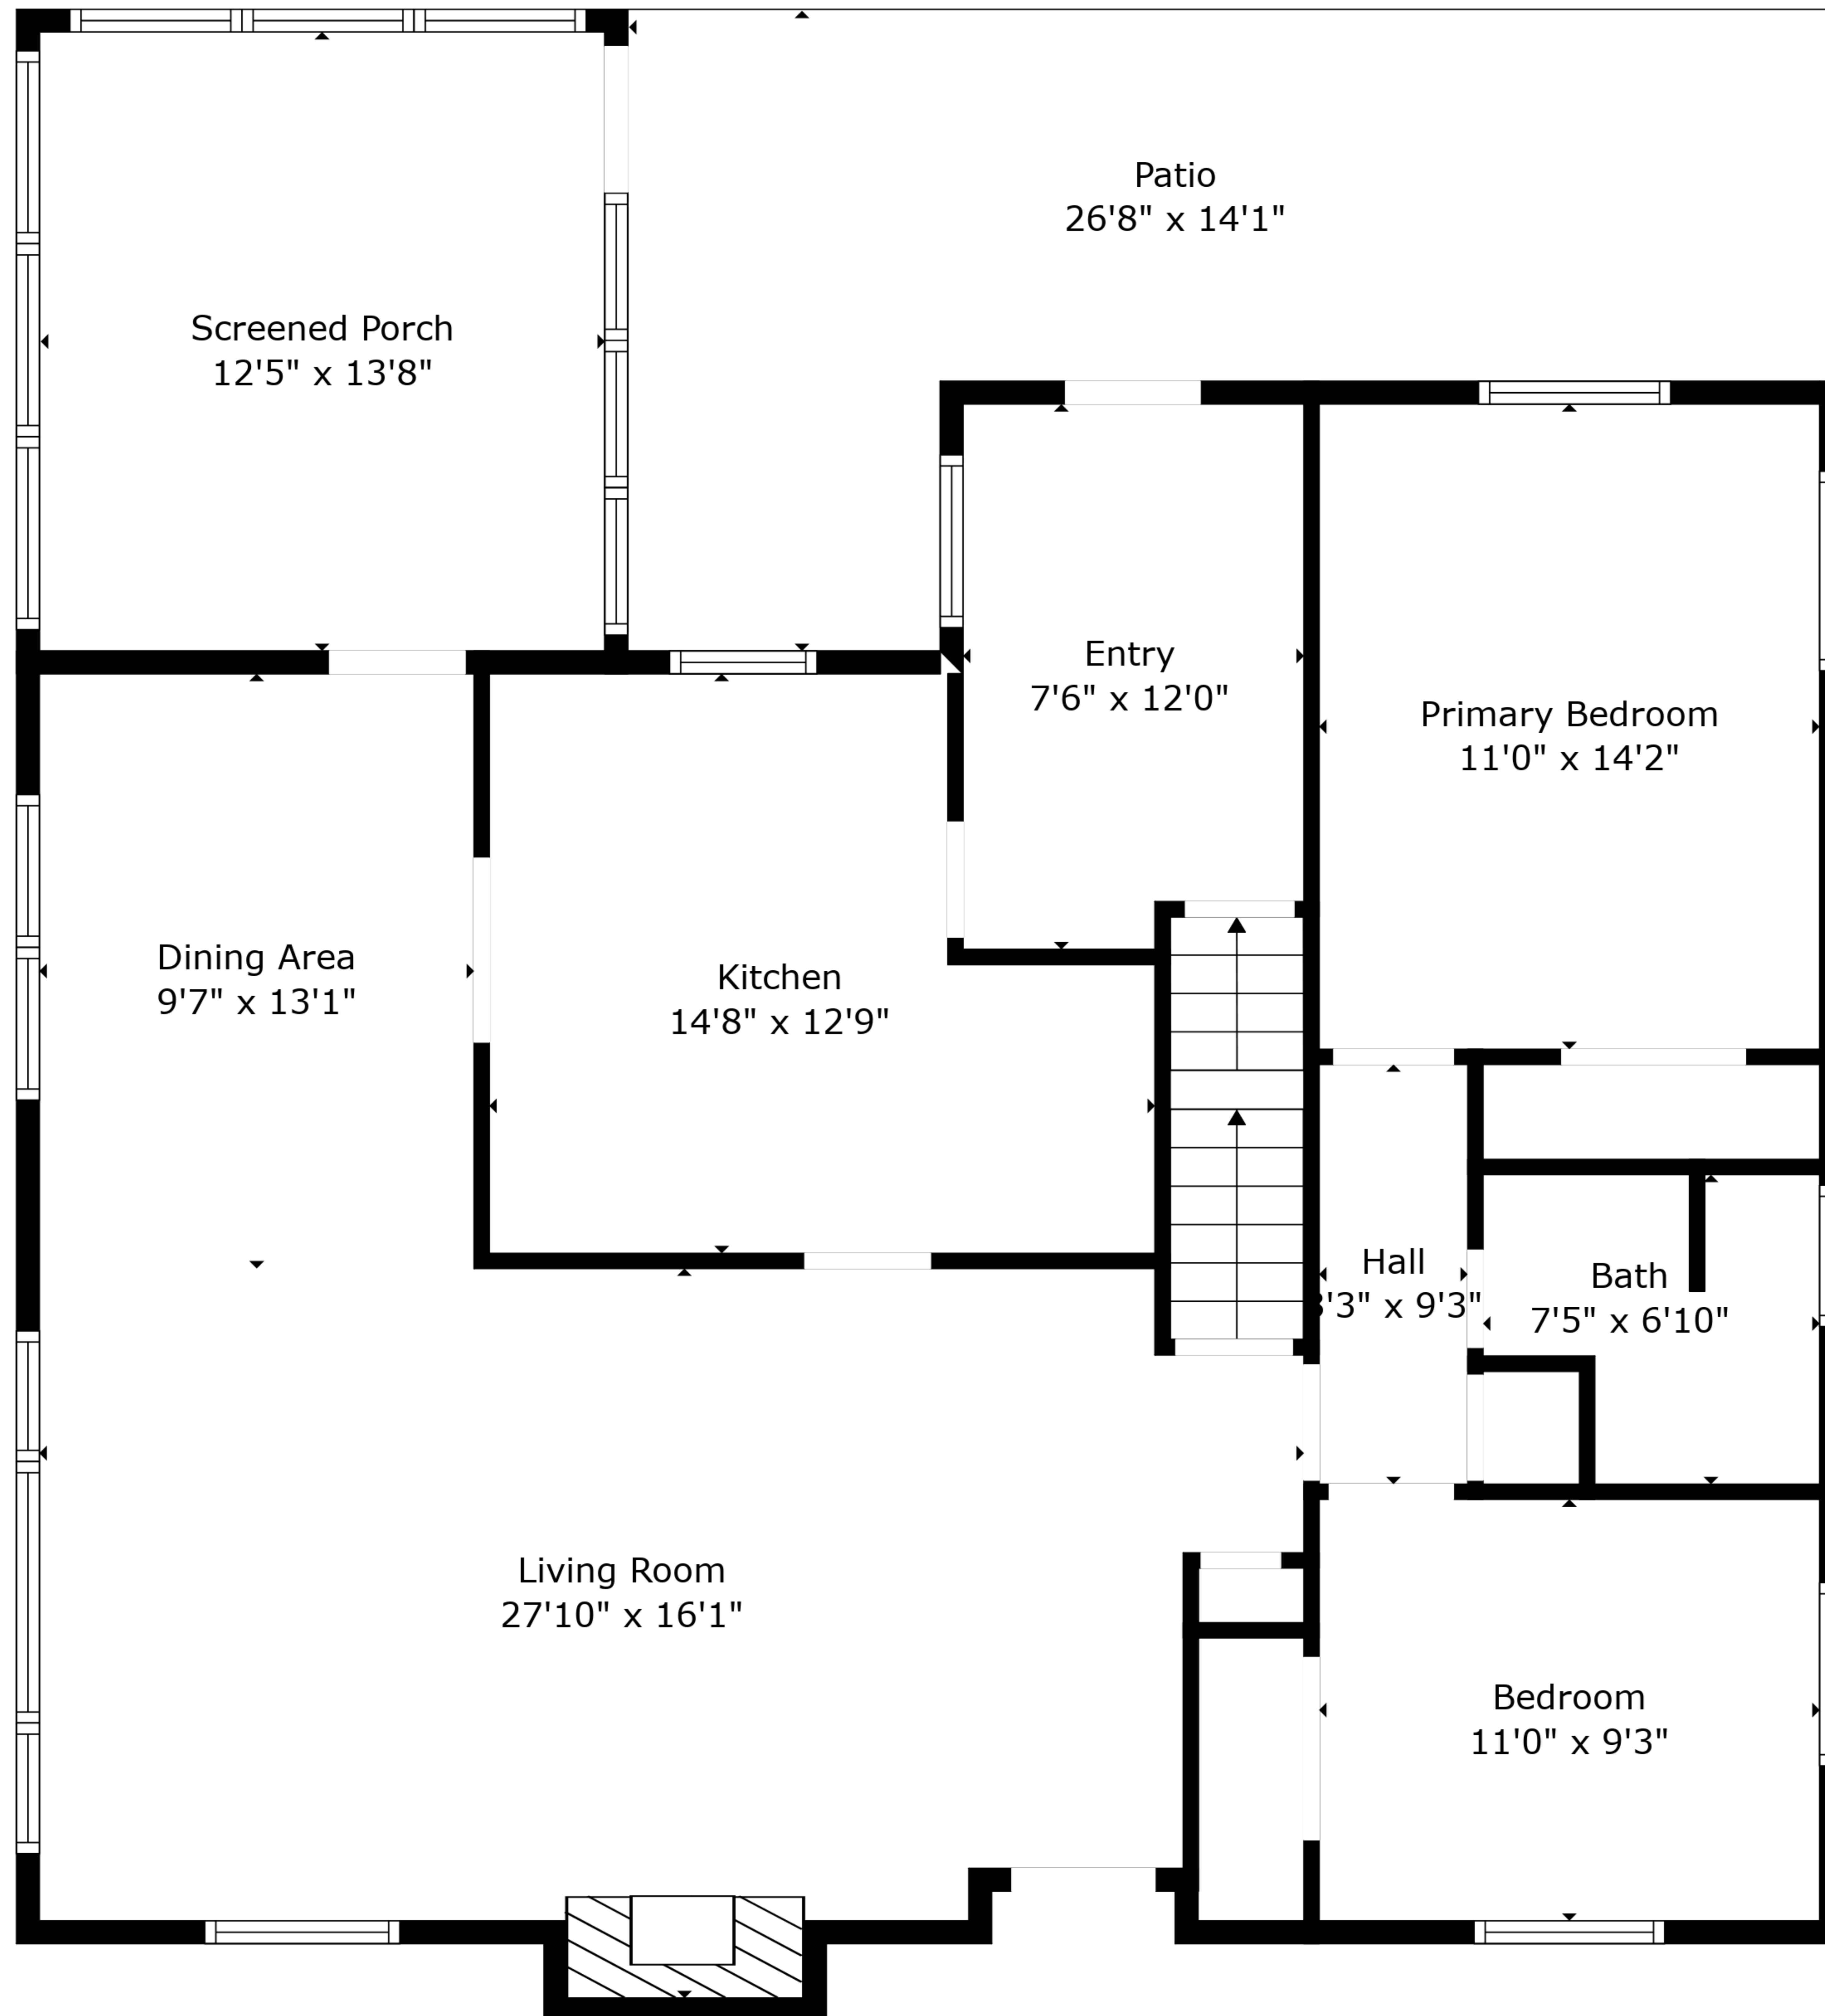 Patio
26'8" x 14'1"
Screened Porch
12'5" x 13'8"
Entry
7'6" x 12'0"
Primary Bedroom
11'0" x 14'2"
Dining Area
9'7" x 13'1"
Kitchen
14'8" x 12'9"
Hall
3'3" x 9'3"
Bath
7'5" x 6'10"
Living Room
27'10" x 16'1"
Bedroom
11'0" x 9'3"